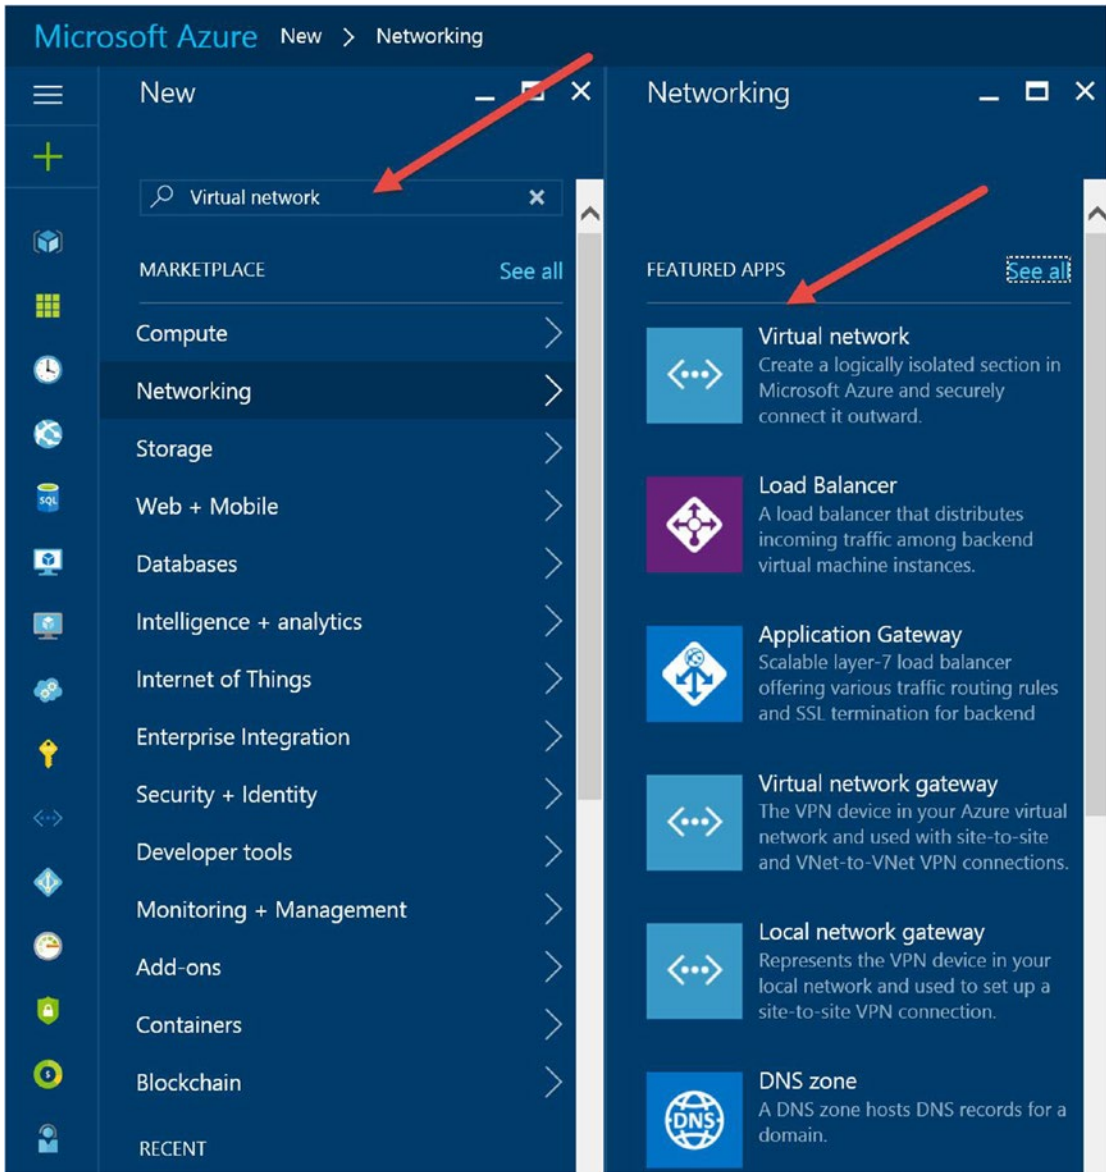 Microsoft Azure New > Networking
New
Virtual network
MARKETPLACE See all
Compute
Networking
Storage
Web + Mobile
Databases
Intelligence + analytics
Internet of Things
Enterprise Integration
Security + Identity
Developer tools
Monitoring + Management
Add-ons
Containers
Blockchain
RECENT
SQL
Networking
FEATURED APPS See all
Virtual network
Create a logically isolated section in
Microsoft Azure and securely
connect it outward.
Load Balancer
A load balancer that distributes
incoming traffic among backend
virtual machine instances.
Application Gateway
Scalable layer-7 load balancer
offering various traffic routing rules
and SSL termination for backend
Virtual network gateway
The VPN device in your Azure virtual
network and used with site-to-site
and VNet-to-VNet VPN connections.
Local network gateway
Represents the VPN device in your
local network and used to set up a
site-to-site VPN connection.
DNS
DNS zone
A DNS zone hosts DNS records for a
domain.